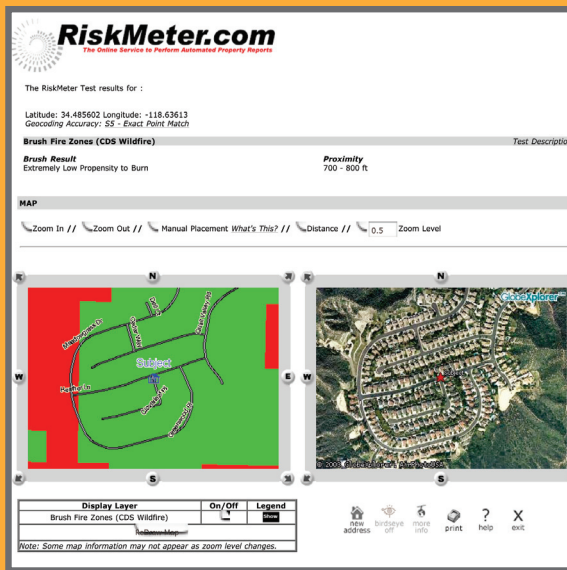 RiskMeter.com
The Online Service to Perform Automated Property Reports
The RiskMeter Test results for :
Latitude: 34.485602 Longitude: -118.63613
Geocoding Accuracy: S5 - Exact Point Match
Brush Fire Zones (CDS Wildfire) Test Descriptio
Brush Result Proximity
Extremely Low Propensity to Burn 700 - 800 ft
MAP
Zoom In // Zoom Out // Manual Placement What's This? // Distance // 0.5 Zoom Level
N N
GlobeXplorer
Subject
W E W
S S
Display Layer On/Off Legend
Brush Fire Zones (CDS Wildfire) Show
Redraw Map
Note: Some map information may not appear as zoom level changes.
new address
birdseye off
more info
print
help
exit